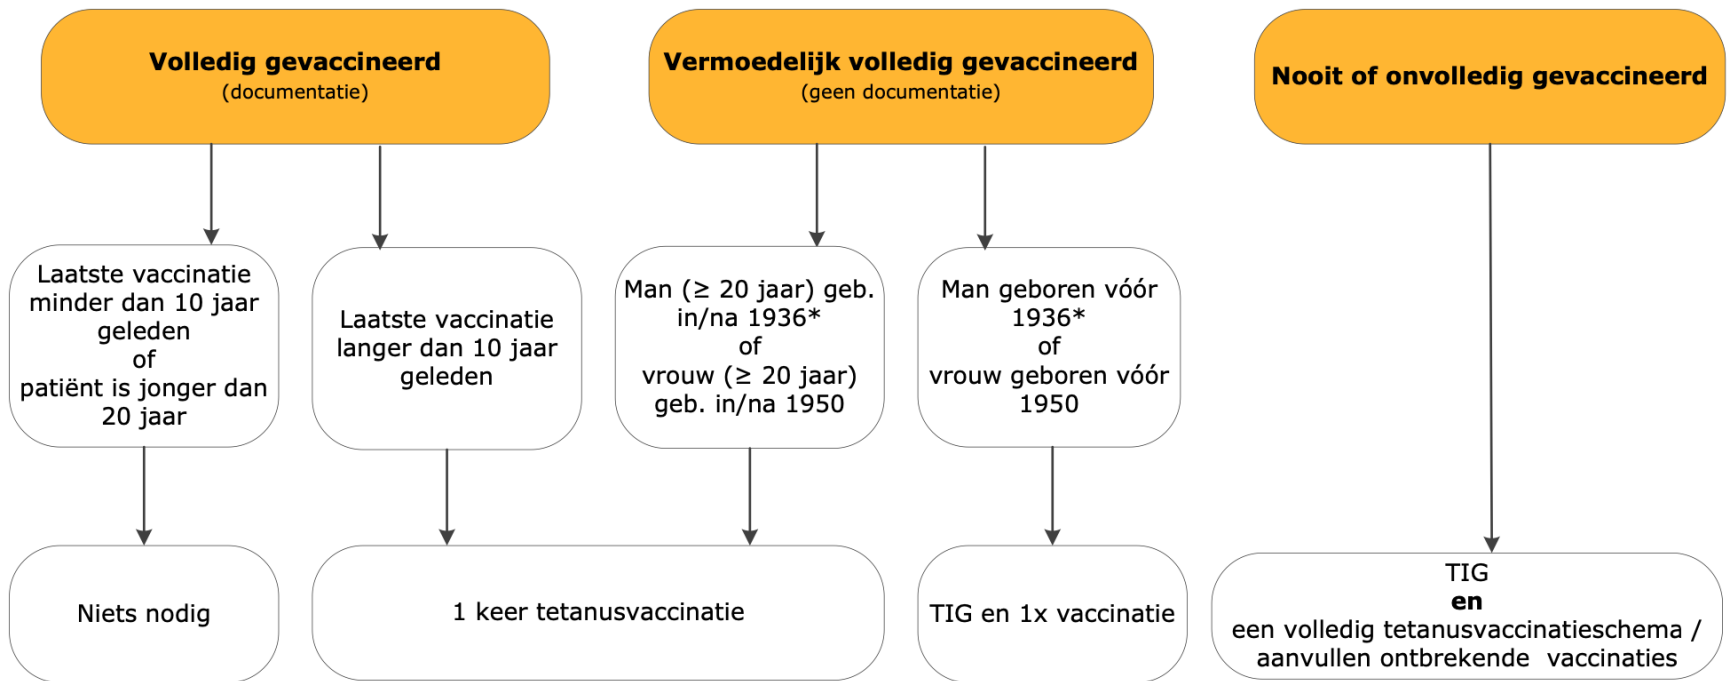 Volledig gevaccineerd
(documentatie)
Vermoedelijk volledig gevaccineerd
(geen documentatie)
Nooit of onvolledig gevaccineerd
Laatste vaccinatie
minder dan 10 jaar
geleden
of
patiënt is jonger dan
20 jaar
Laatste vaccinatie
langer dan 10 jaar
geleden
Man (≥ 20 jaar) geb.
in/na 1936*
of
vrouw (≥ 20 jaar)
geb. in/na 1950
Man geboren vóór
1936*
of
vrouw geboren vóór
1950
Niets nodig
1 keer tetanusvaccinatie
TIG en 1x vaccinatie
TIG
en
een volledig tetanusvaccinatieschema /
aanvullen ontbrekende  vaccinaties